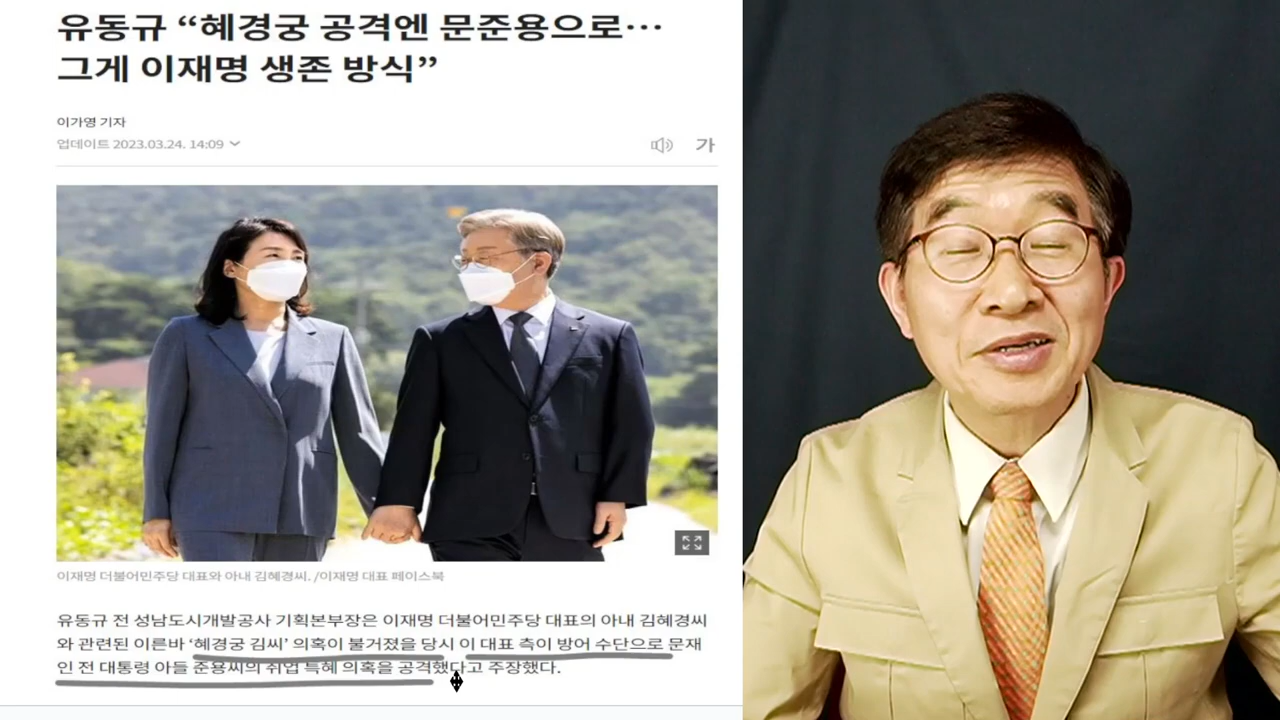 유동규 “혜경궁 공격엔 문준용으로…
그게 이재명 생존 방식”
이가영 기자
업데이트 2023.03.24. 14:09
가
이재명 더불어민주당 대표와 아내 김혜경씨. /이재명 대표 페이스북
유동규 전 성남도시개발공사 기획본부장은 이재명 더불어민주당 대표의 아내 김혜경씨
와 관련된 이른바 ‘혜경궁 김씨’ 의혹이 불거졌을 당시 이 대표 측이 방어 수단으로 문재
인 전 대통령 아들 준용씨의 취업 특혜 의혹을 공격했다고 주장했다.